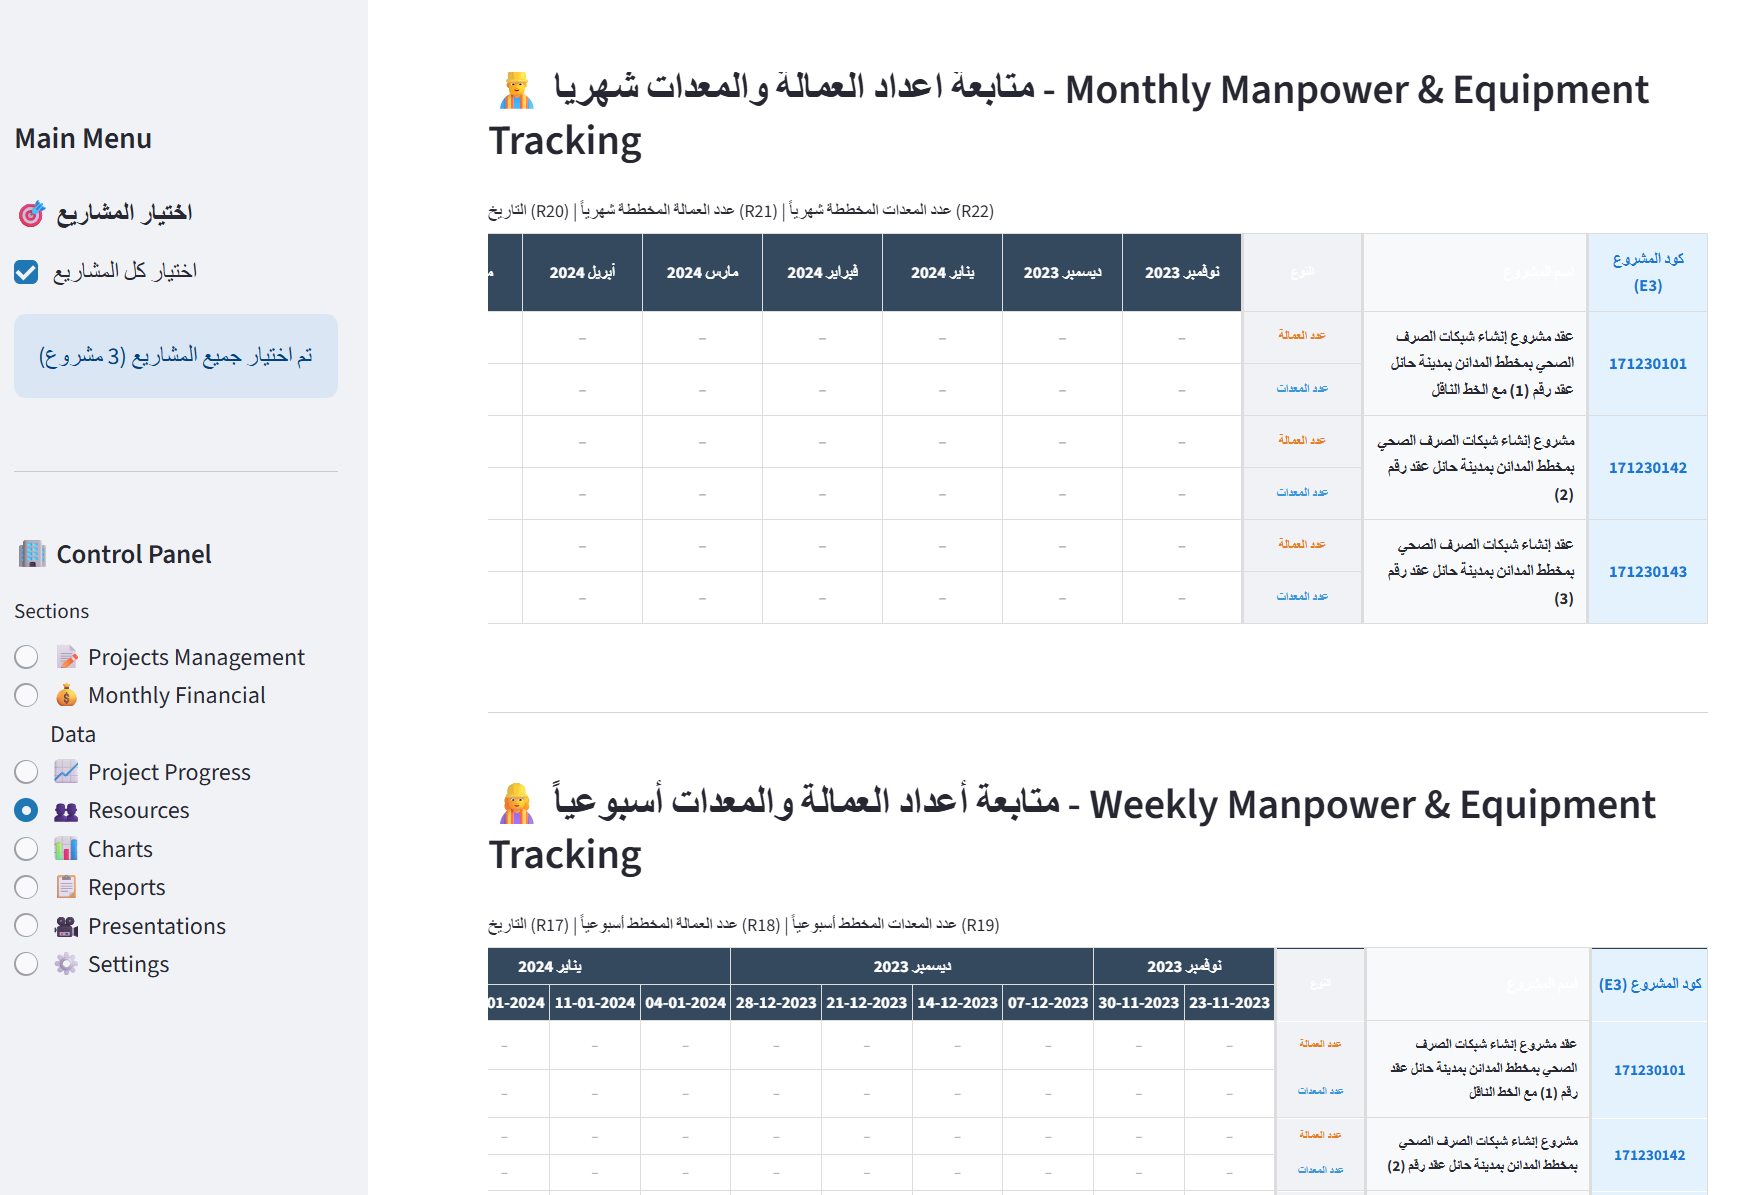 Main Menu
اختيار المشاريع
اختيار كل المشاريع
تم اختيار جميع المشاريع (3 مشروع)
Control Panel
Sections
Projects Management
Monthly Financial
Data
Project Progress
Resources
Charts
Reports
Presentations
Settings
متابعة اعداد العمالة والمعدات شهريا - Monthly Manpower & Equipment
Tracking
التاريخ (R20) | عدد العمالة المخططة شهرياً (R21) | عدد المعدات المخططة شهرياً (R22)
كود المشروع (E3) اسم المشروع النوع نوفمبر 2023 ديسمبر 2023 يناير 2024 فبراير 2024 مارس 2024 أبريل 2024
171230101
عقد مشروع إنشاء شبكات الصرف
الصحي بمخطط المدائن بمدينة حائل
عقد رقم (1) مع الخط الناقل
عدد العمالة – – – – – –
عدد المعدات – – – – – –
171230142
مشروع إنشاء شبكات الصرف الصحي
بمخطط المدائن بمدينة حائل عقد رقم
(2)
عدد العمالة – – – – – –
عدد المعدات – – – – – –
171230143
عقد إنشاء شبكات الصرف الصحي
بمخطط المدائن بمدينة حائل عقد رقم
(3)
عدد العمالة – – – – – –
عدد المعدات – – – – – –
متابعة أعداد العمالة والمعدات أسبوعياً - Weekly Manpower & Equipment
Tracking
التاريخ (R17) | عدد العمالة المخطط أسبوعياً (R18) | عدد المعدات المخطط أسبوعياً (R19)
كود المشروع (E3) اسم المشروع النوع نوفمبر 2023 ديسمبر 2023 يناير 2024
23-11-2023 30-11-2023 07-12-2023 14-12-2023 21-12-2023 28-12-2023 04-01-2024 11-01-2024 01-2024
171230101
عقد مشروع إنشاء شبكات الصرف
الصحي بمخطط المدائن بمدينة حائل عقد
رقم (1) مع الخط الناقل
عدد العمالة – – – – – – – – –
عدد المعدات – – – – – – – – –
171230142
مشروع إنشاء شبكات الصرف الصحي
بمخطط المدائن بمدينة حائل عقد رقم (2)
عدد العمالة – – – – – – – – –
عدد المعدات – – – – – – – – –